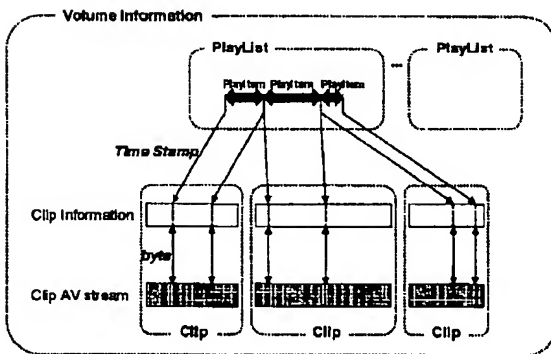 Volume Information
PlayList
...
PlayList
PlayItem PlayItem PlayItem
Time Stamp
Clip Information
byte
Clip AV stream
Clip
Clip
Clip